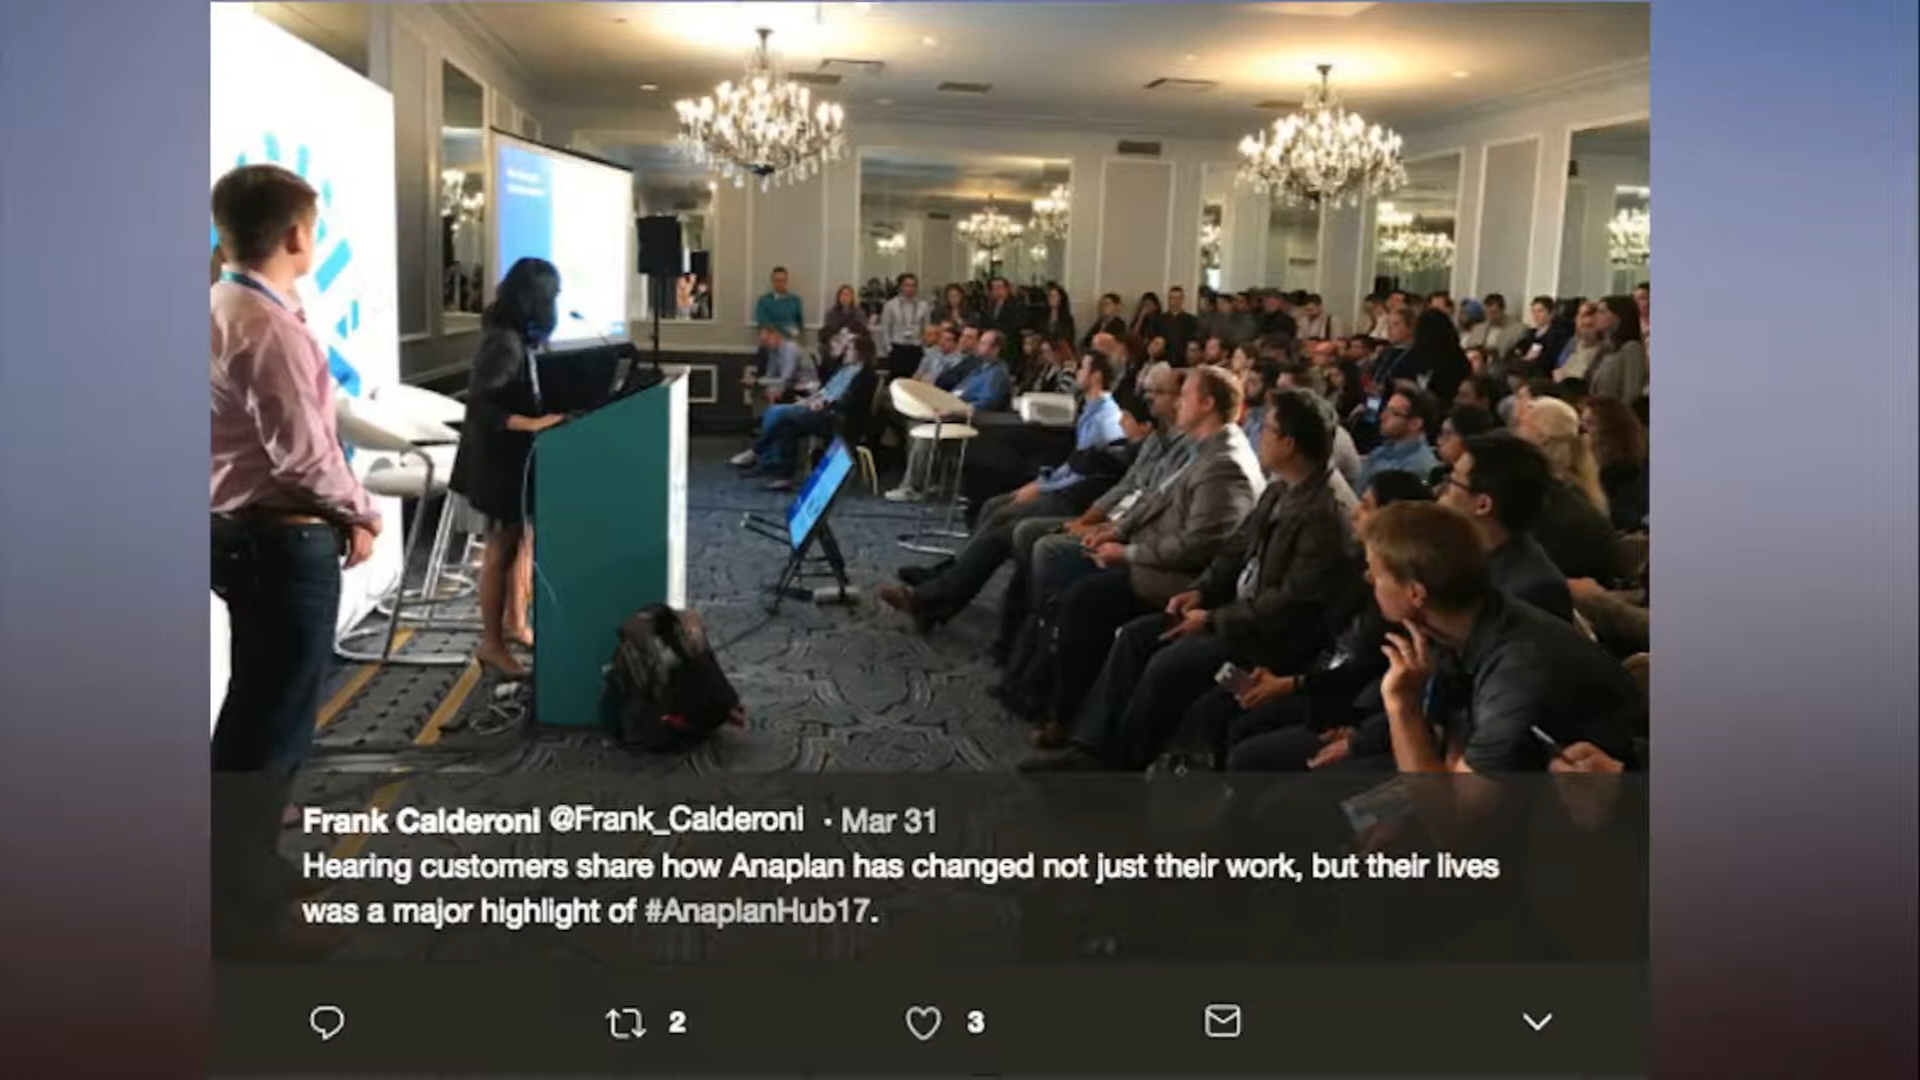 Frank Calderoni @Frank_Calderoni · Mar 31
Hearing customers share how Anaplan has changed not just their work, but their lives
was a major highlight of #AnaplanHub17.
2
3